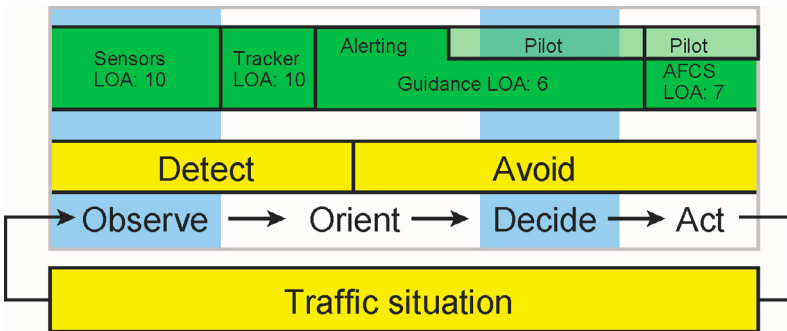 Sensors
LOA: 10
Tracker
LOA: 10
Alerting
Pilot
Pilot
Guidance LOA: 6
AFCS
LOA: 7
Detect
Avoid
Observe
Orient
Decide
Act
Traffic situation